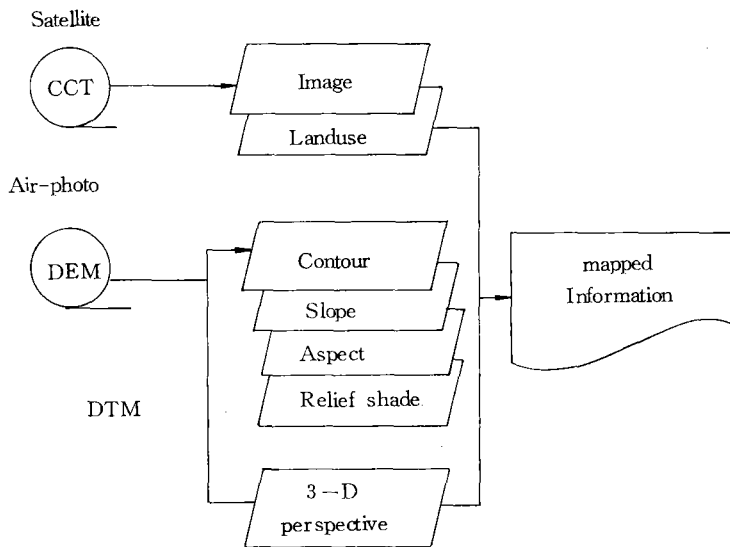 Satellite
CCT
Image
Landuse
Air-photo
DEM
Contour
Slope
Aspect
Relief shade
DTM
3-D
perspective
mapped
Information